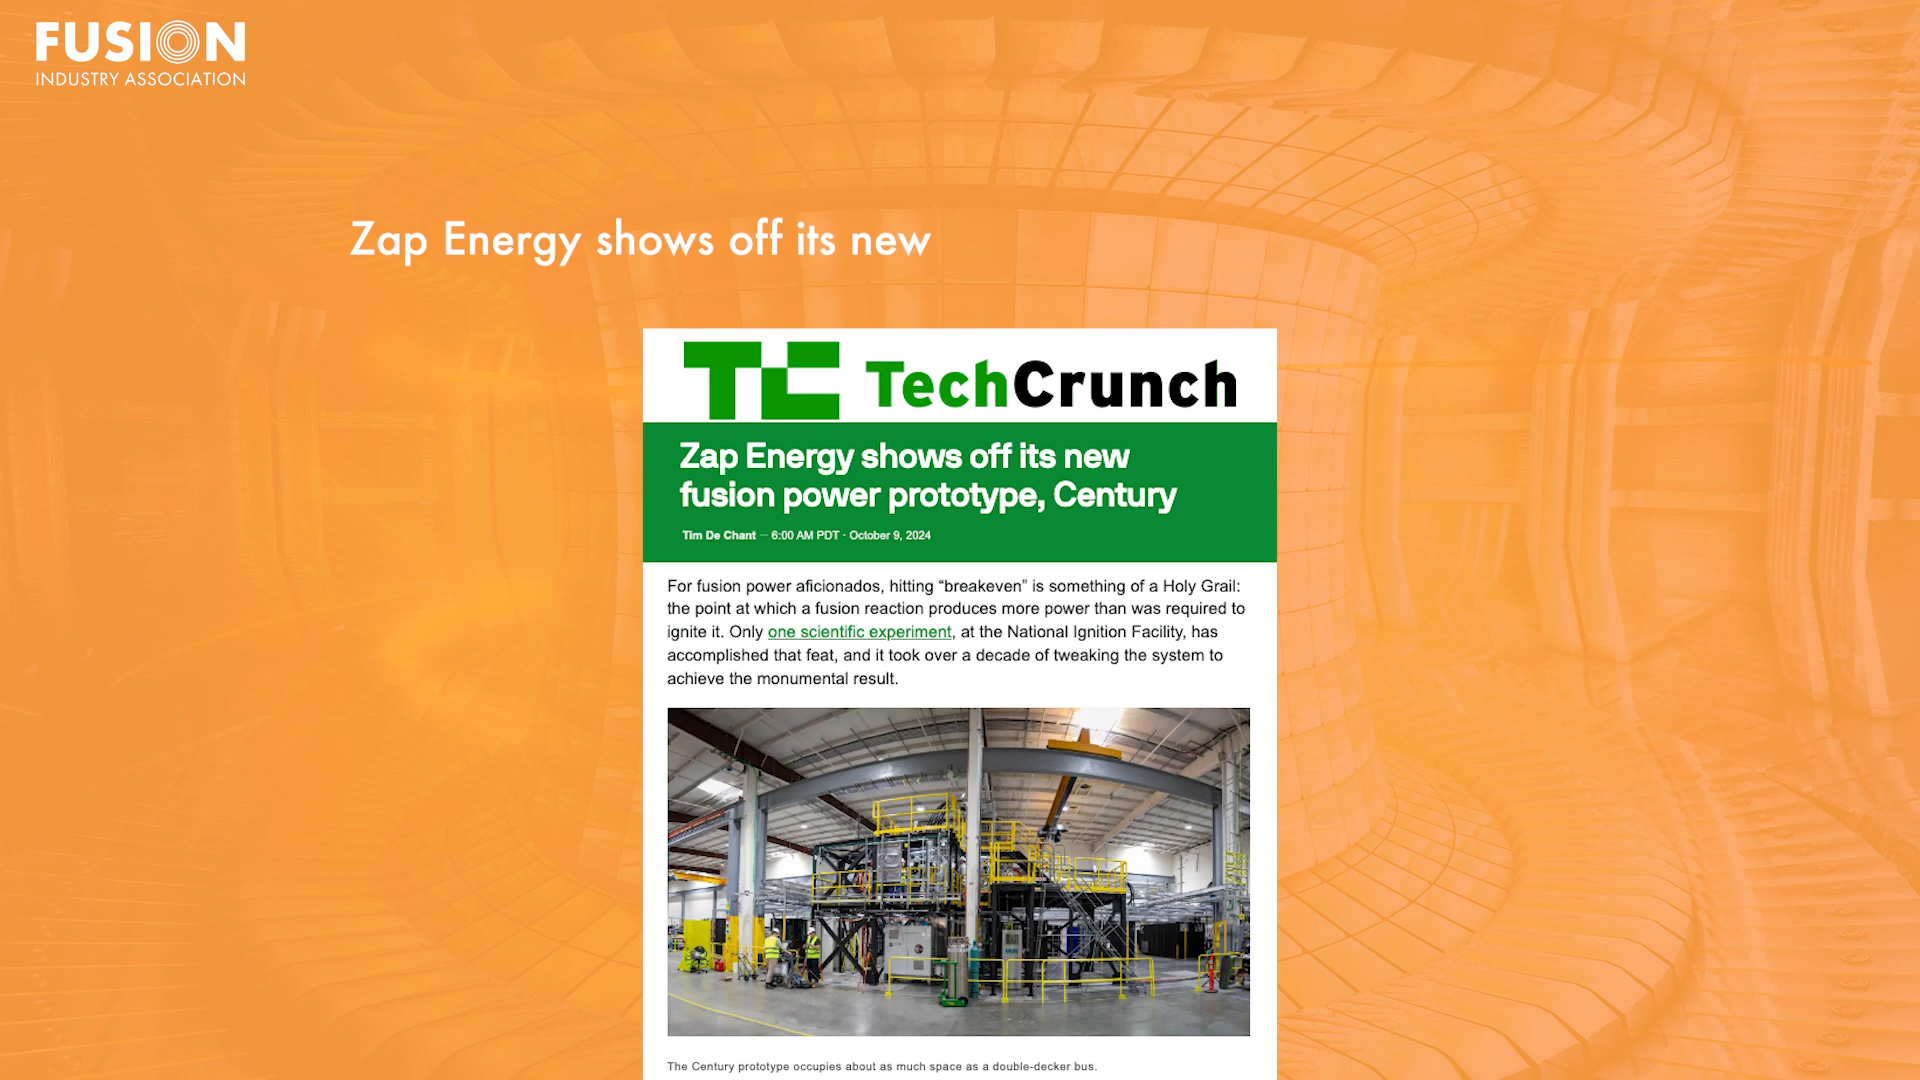 FUSION
INDUSTRY ASSOCIATION
Zap Energy shows off its new
TC TechCrunch
Zap Energy shows off its new
fusion power prototype, Century
Tim De Chant — 6:00 AM PDT · October 9, 2024
For fusion power aficionados, hitting “breakeven” is something of a Holy Grail:
the point at which a fusion reaction produces more power than was required to
ignite it. Only one scientific experiment, at the National Ignition Facility, has
accomplished that feat, and it took over a decade of tweaking the system to
achieve the monumental result.
The Century prototype occupies about as much space as a double-decker bus.